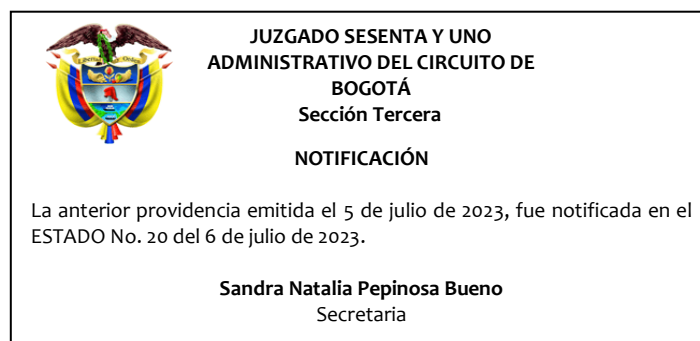 JUZGADO SESENTA Y UNO
ADMINISTRATIVO DEL CIRCUITO DE
BOGOTÁ
Sección Tercera
NOTIFICACIÓN
La anterior providencia emitida el 5 de julio de 2023, fue notificada en el
ESTADO No. 20 del 6 de julio de 2023.
Sandra Natalia Pepinosa Bueno
Secretaria